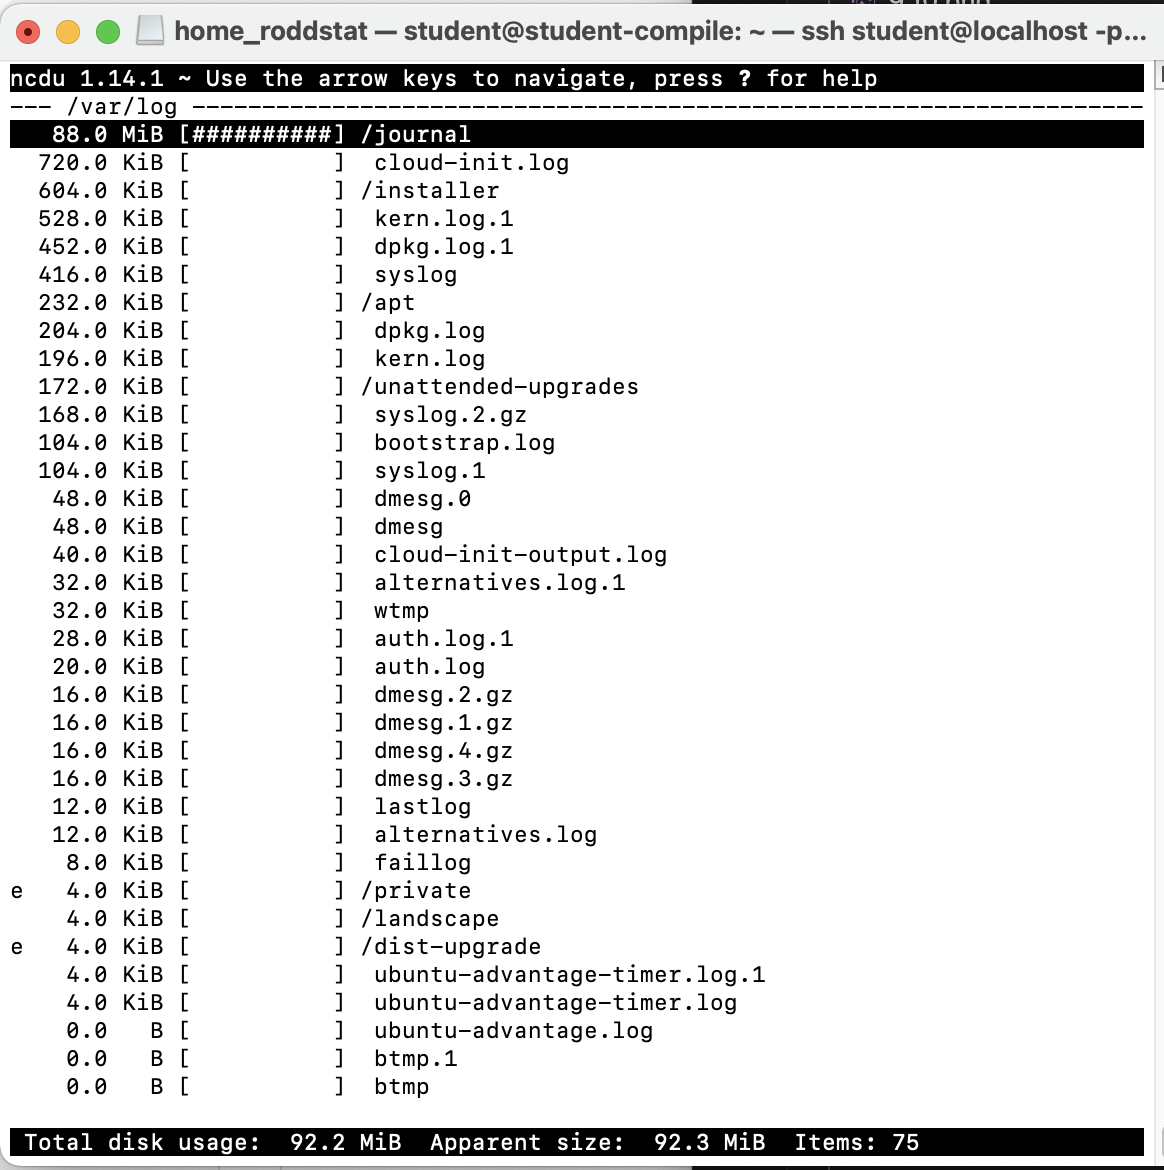 home_roddstat — student@student-compile: ~ — ssh student@localhost -p...
ncdu 1.14.1 ~ Use the arrow keys to navigate, press ? for help
--- /var/log --------------------------------------------------------------------
   88.0 MiB [##########] /journal
  720.0 KiB [          ]  cloud-init.log
  604.0 KiB [          ] /installer
  528.0 KiB [          ]  kern.log.1
  452.0 KiB [          ]  dpkg.log.1
  416.0 KiB [          ]  syslog
  232.0 KiB [          ] /apt
  204.0 KiB [          ]  dpkg.log
  196.0 KiB [          ]  kern.log
  172.0 KiB [          ] /unattended-upgrades
  168.0 KiB [          ]  syslog.2.gz
  104.0 KiB [          ]  bootstrap.log
  104.0 KiB [          ]  syslog.1
   48.0 KiB [          ]  dmesg.0
   48.0 KiB [          ]  dmesg
   40.0 KiB [          ]  cloud-init-output.log
   32.0 KiB [          ]  alternatives.log.1
   32.0 KiB [          ]  wtmp
   28.0 KiB [          ]  auth.log.1
   20.0 KiB [          ]  auth.log
   16.0 KiB [          ]  dmesg.2.gz
   16.0 KiB [          ]  dmesg.1.gz
   16.0 KiB [          ]  dmesg.4.gz
   16.0 KiB [          ]  dmesg.3.gz
   12.0 KiB [          ]  lastlog
   12.0 KiB [          ]  alternatives.log
    8.0 KiB [          ]  faillog
e   4.0 KiB [          ] /private
    4.0 KiB [          ] /landscape
e   4.0 KiB [          ] /dist-upgrade
    4.0 KiB [          ]  ubuntu-advantage-timer.log.1
    4.0 KiB [          ]  ubuntu-advantage-timer.log
    0.0   B [          ]  ubuntu-advantage.log
    0.0   B [          ]  btmp.1
    0.0   B [          ]  btmp
Total disk usage:  92.2 MiB  Apparent size:  92.3 MiB  Items: 75